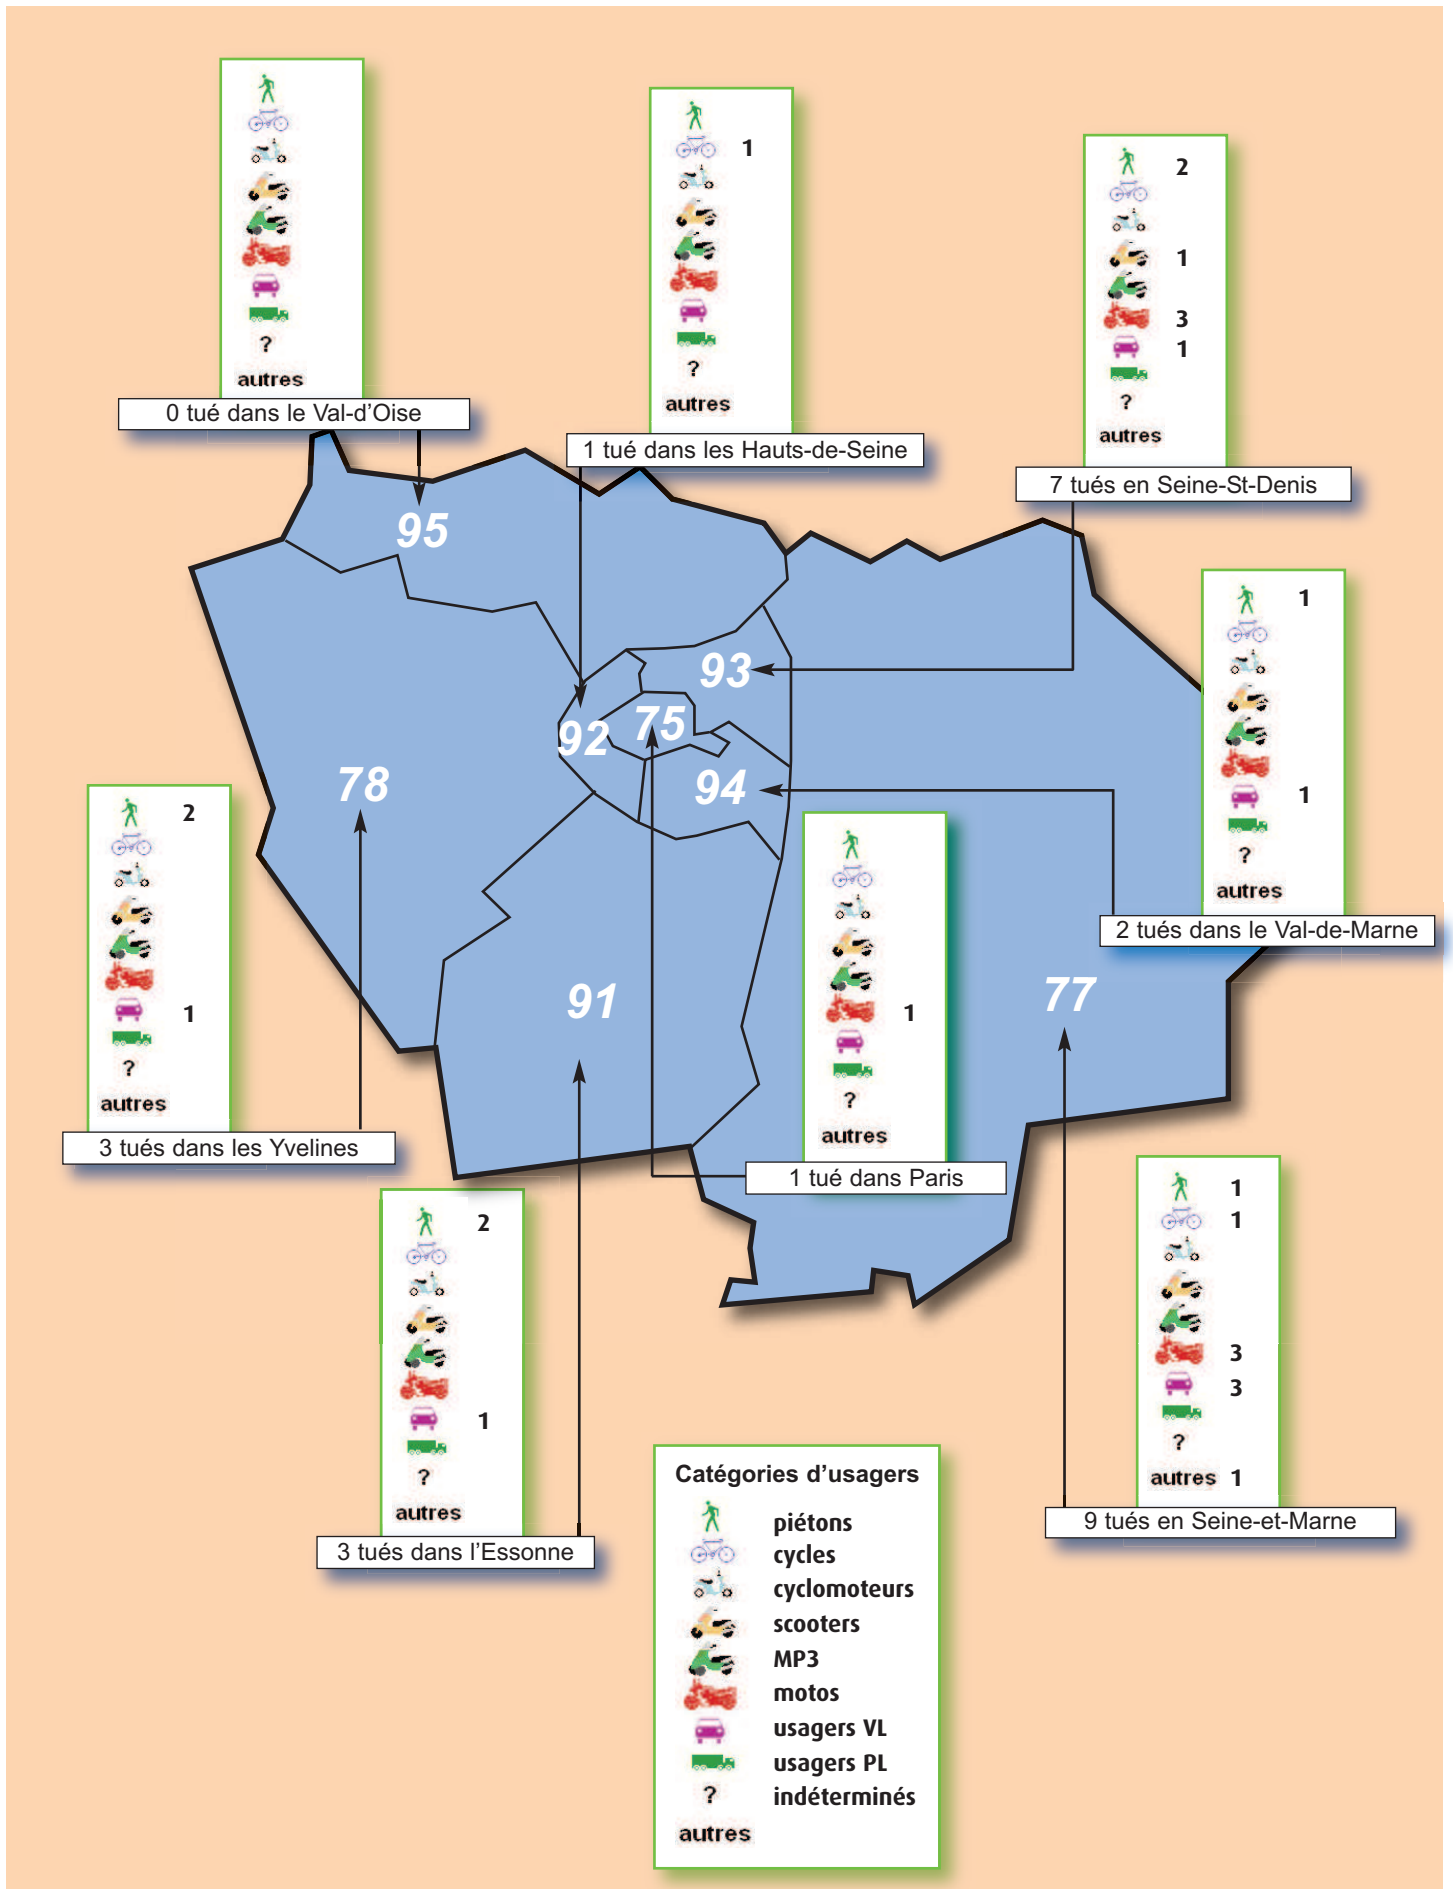 ?
autres
0 tué dans le Val-d'Oise
1
?
autres
1 tué dans les Hauts-de-Seine
2
1
3
1
?
autres
7 tués en Seine-St-Denis
95
93
75
92
94
78
91
77
1
1
?
autres
2 tués dans le Val-de-Marne
2
1
?
autres
3 tués dans les Yvelines
1
?
autres
1 tué dans Paris
2
1
?
autres
3 tués dans l'Essonne
1
1
3
3
?
autres 1
9 tués en Seine-et-Marne
Catégories d'usagers
piétons
cycles
cyclomoteurs
scooters
MP3
motos
usagers VL
usagers PL
? indéterminés
autres